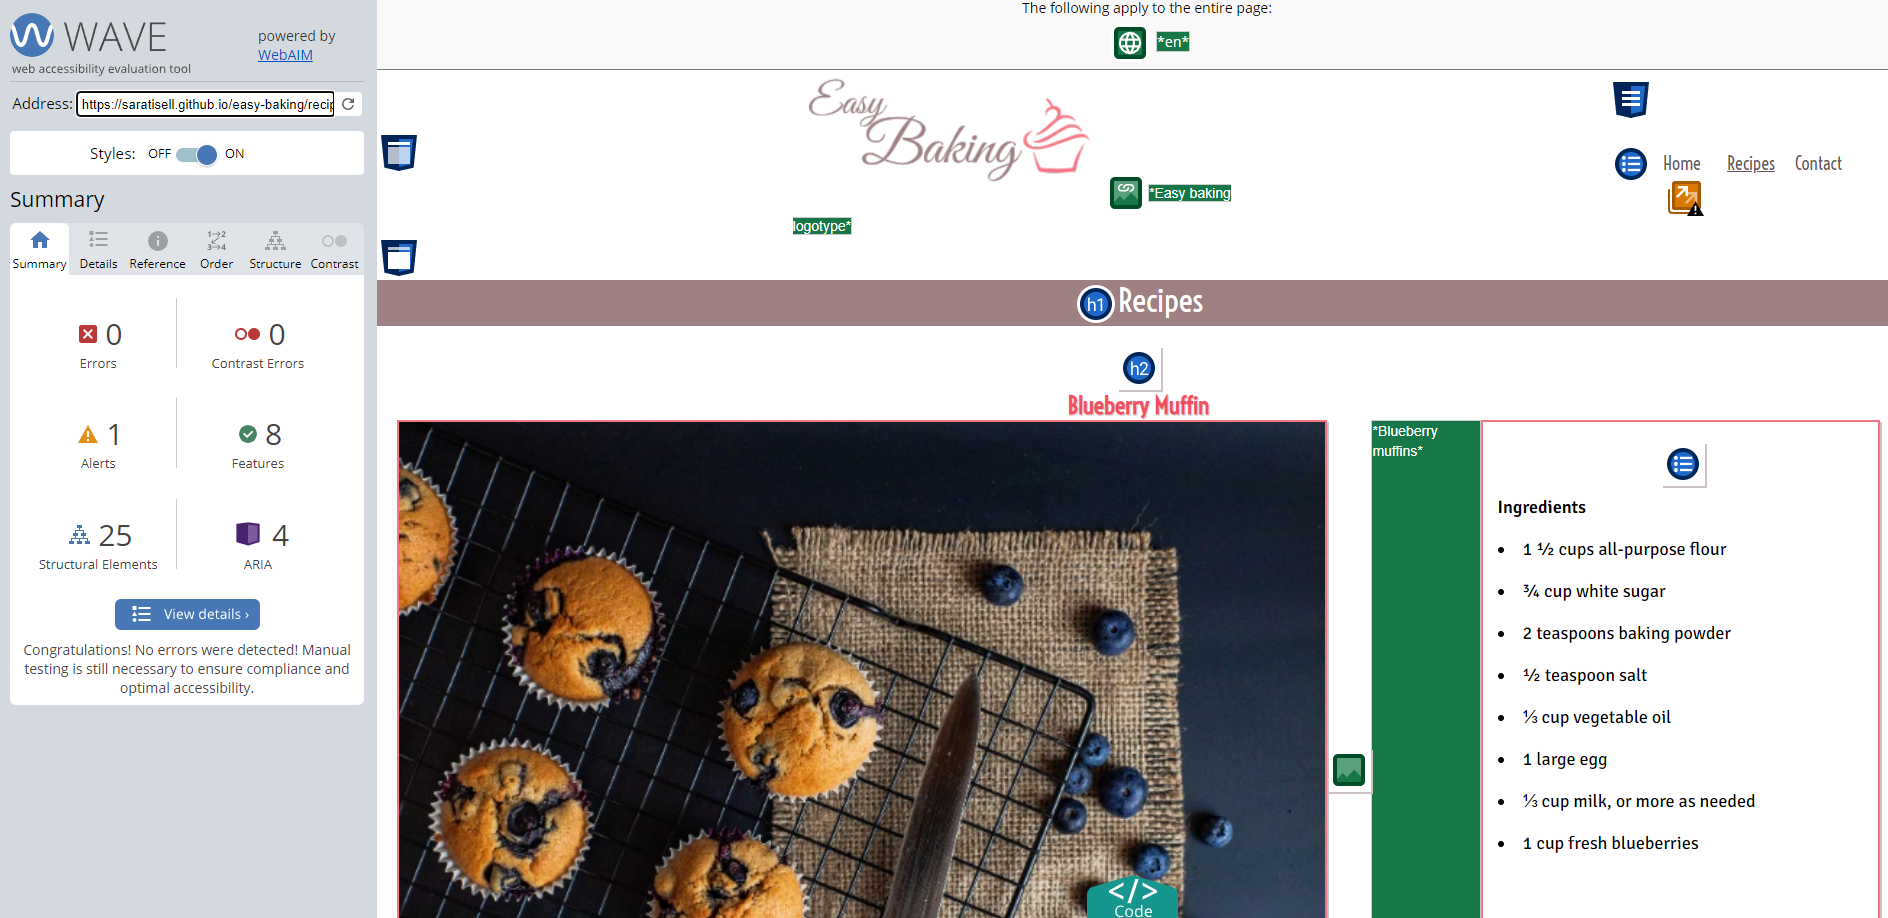 WAVE
web accessibility evaluation tool
powered by
WebAIM
Address: https://saratisell.github.io/easy-baking/recip
Styles: OFF ON
Summary
Summary Details Reference Order Structure Contrast
0
Errors
0
Contrast Errors
1
Alerts
8
Features
25
Structural Elements
4
ARIA
View details ›
Congratulations! No errors were detected! Manual
testing is still necessary to ensure compliance and
optimal accessibility.
The following apply to the entire page:
*en*
Easy
Baking
*Easy baking
logotype*
Home Recipes Contact
h1 Recipes
h2
Blueberry Muffin
*Blueberry
muffins*
Ingredients
• 1 ½ cups all-purpose flour
• ¾ cup white sugar
• 2 teaspoons baking powder
• ½ teaspoon salt
• ⅓ cup vegetable oil
• 1 large egg
• ⅓ cup milk, or more as needed
• 1 cup fresh blueberries
</>
Code